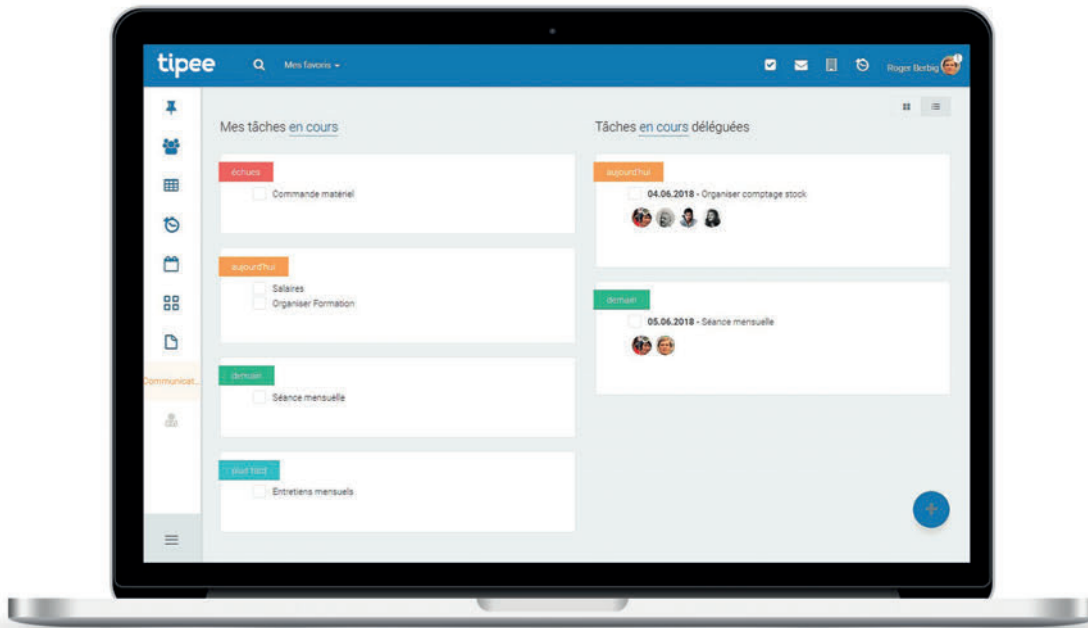 tipee
Mes favoris
Roger Berbig
Mes tâches en cours
échues
Commande matériel
aujourd'hui
Salaires
Organiser Formation
demain
Séance mensuelle
plus tard
Entretiens mensuels
Tâches en cours déléguées
aujourd'hui
04.06.2018 - Organiser comptage stock
demain
05.06.2018 - Séance mensuelle
Communicat...